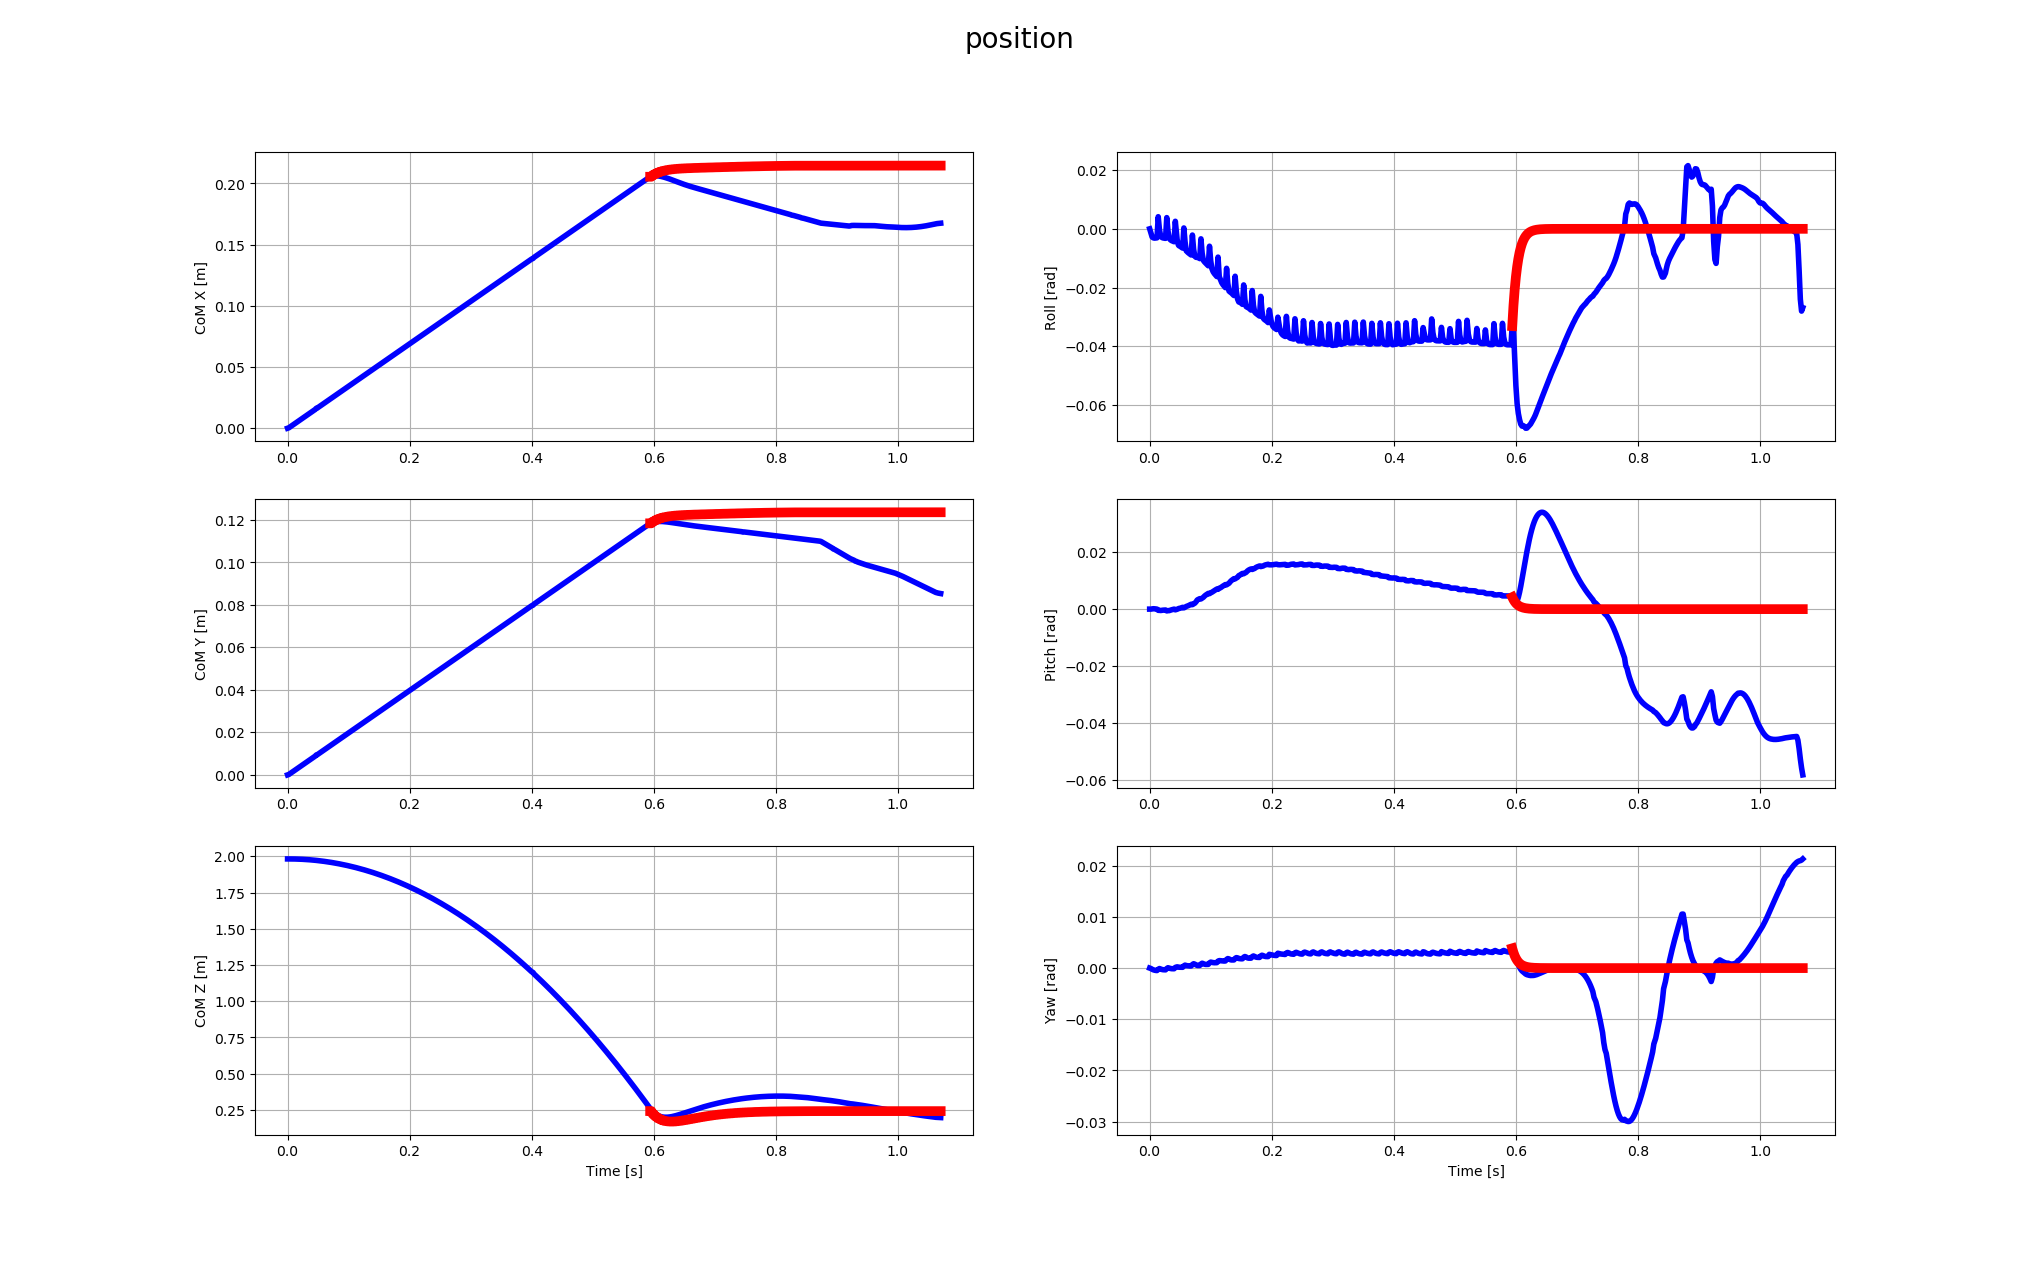 position
CoM X [m]
0.20
0.15
0.10
0.05
0.00
0.0 0.2 0.4 0.6 0.8 1.0
Roll [rad]
0.02
0.00
−0.02
−0.04
−0.06
0.0 0.2 0.4 0.6 0.8 1.0
CoM Y [m]
0.12
0.10
0.08
0.06
0.04
0.02
0.00
0.0 0.2 0.4 0.6 0.8 1.0
Pitch [rad]
0.02
0.00
−0.02
−0.04
−0.06
0.0 0.2 0.4 0.6 0.8 1.0
CoM Z [m]
2.00
1.75
1.50
1.25
1.00
0.75
0.50
0.25
0.0 0.2 0.4 0.6 0.8 1.0
Time [s]
Yaw [rad]
0.02
0.01
0.00
−0.01
−0.02
−0.03
0.0 0.2 0.4 0.6 0.8 1.0
Time [s]